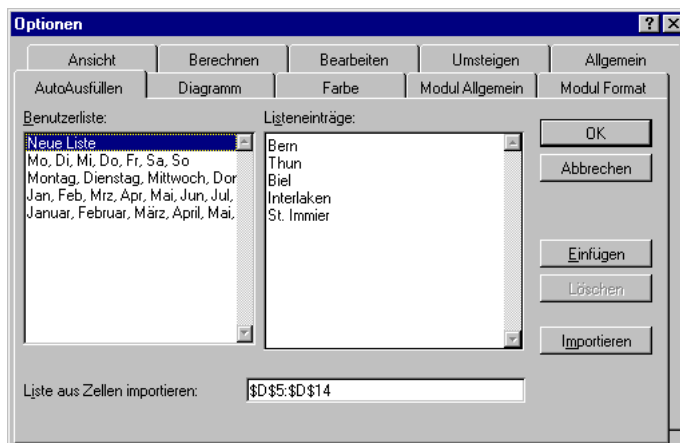 Optionen
Ansicht Berechnen Bearbeiten Umsteigen Allgemein
AutoAusfüllen Diagramm Farbe Modul Allgemein Modul Format
Benutzerliste:
Neue Liste
Mo, Di, Mi, Do, Fr, Sa, So
Montag, Dienstag, Mittwoch, Dor
Jan, Feb, Mrz, Apr, Mai, Jun, Jul,
Januar, Februar, März, April, Mai,
Listeneinträge:
Bern
Thun
Biel
Interlaken
St. Immier
OK
Abbrechen
Einfügen
Löschen
Importieren
Liste aus Zellen importieren: $D$5:$D$14